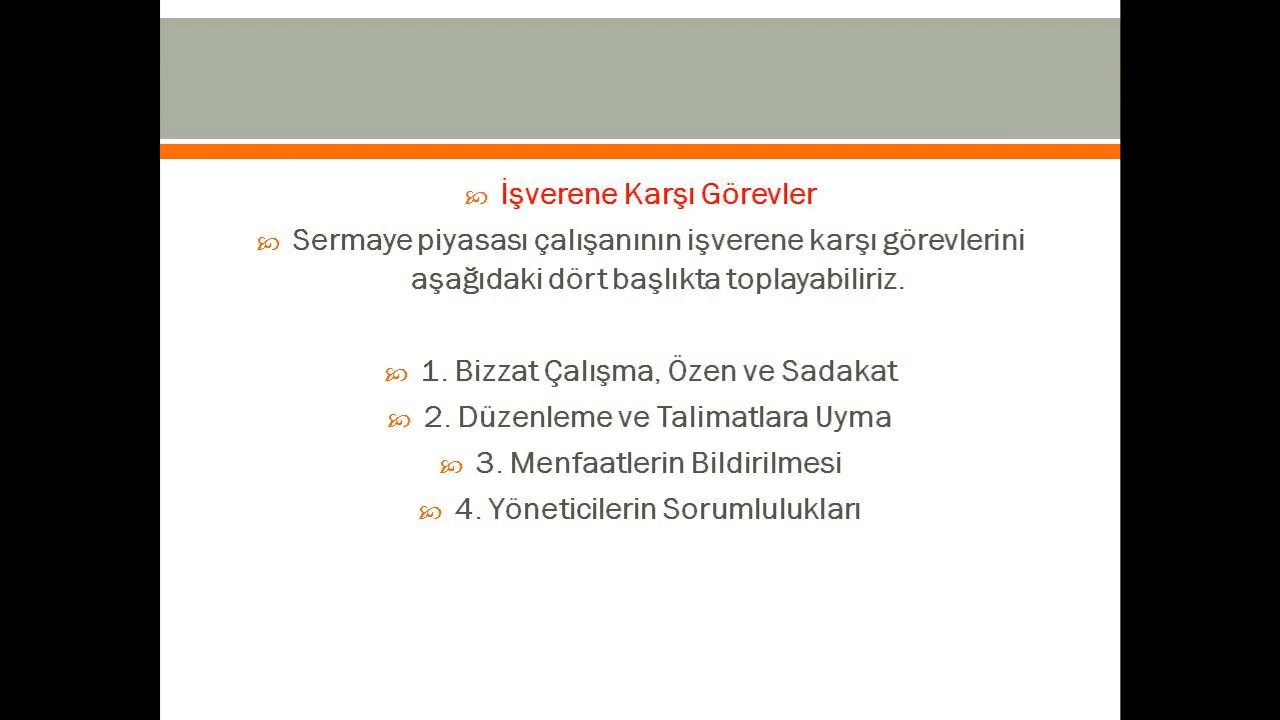 İşverene Karşı Görevler
Sermaye piyasası çalışanının işverene karşı görevlerini
aşağıdaki dört başlıkta toplayabiliriz.
1. Bizzat Çalışma, Özen ve Sadakat
2. Düzenleme ve Talimatlara Uyma
3. Menfaatlerin Bildirilmesi
4. Yöneticilerin Sorumlulukları